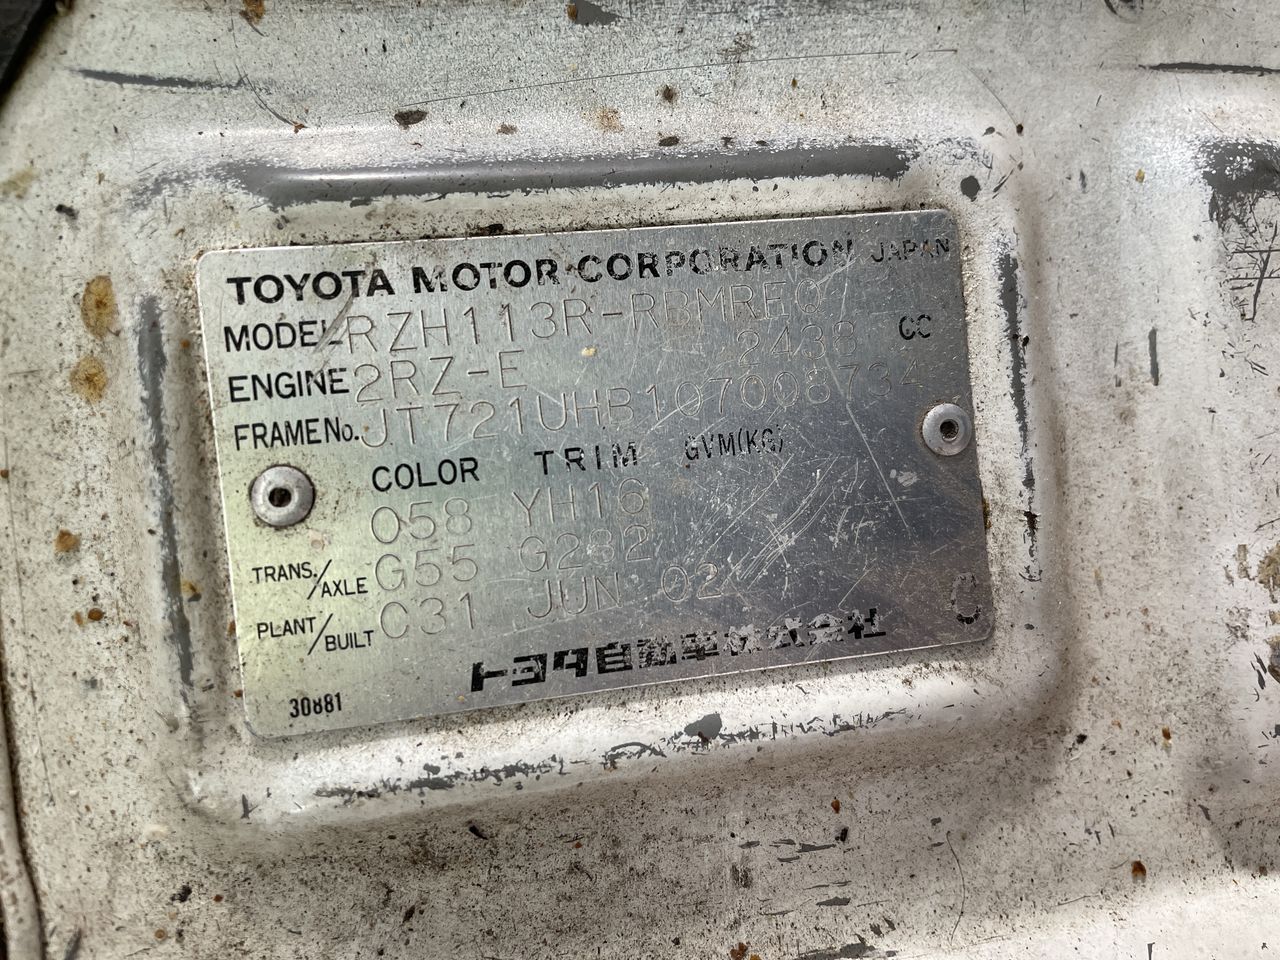 TOYOTA MOTOR CORPORATION JAPAN
MODEL RZH113R-RBMREQ
ENGINE 2RZ-E 2438 CC
FRAME No. JT721UHB107008734
COLOR TRIM GVM(KG)
058 YH16
TRANS./AXLE G55 G282
PLANT/BUILT C31 JUN 02
トヨタ自動車株式会社
30881